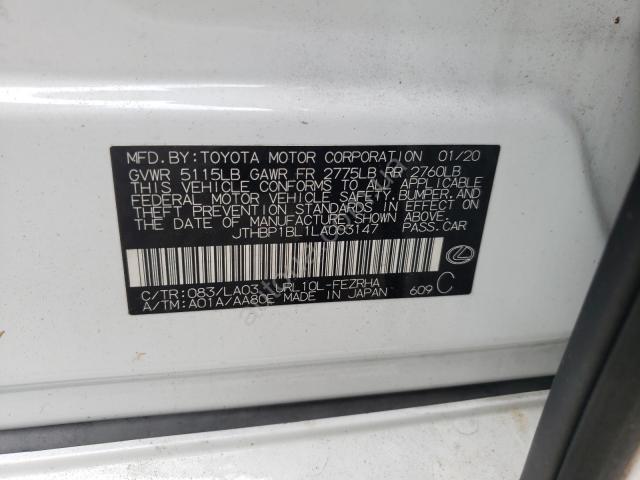 MFD.BY:TOYOTA MOTOR CORPORATION 01/20
GVWR 5115LB GAWR FR 2775LB RR 2760LB
THIS VEHICLE CONFORMS TO ALL APPLICABLE
FEDERAL MOTOR VEHICLE SAFETY, BUMPER, AND
THEFT PREVENTION STANDARDS IN EFFECT ON
THE DATE OF MANUFACTURE SHOWN ABOVE.
JTHBP1BL1LA003147 PASS.CAR
C/TR:083/LA03 URL10L-FEZRHA
A/TM:A01A/AA80E MADE IN JAPAN 609 C